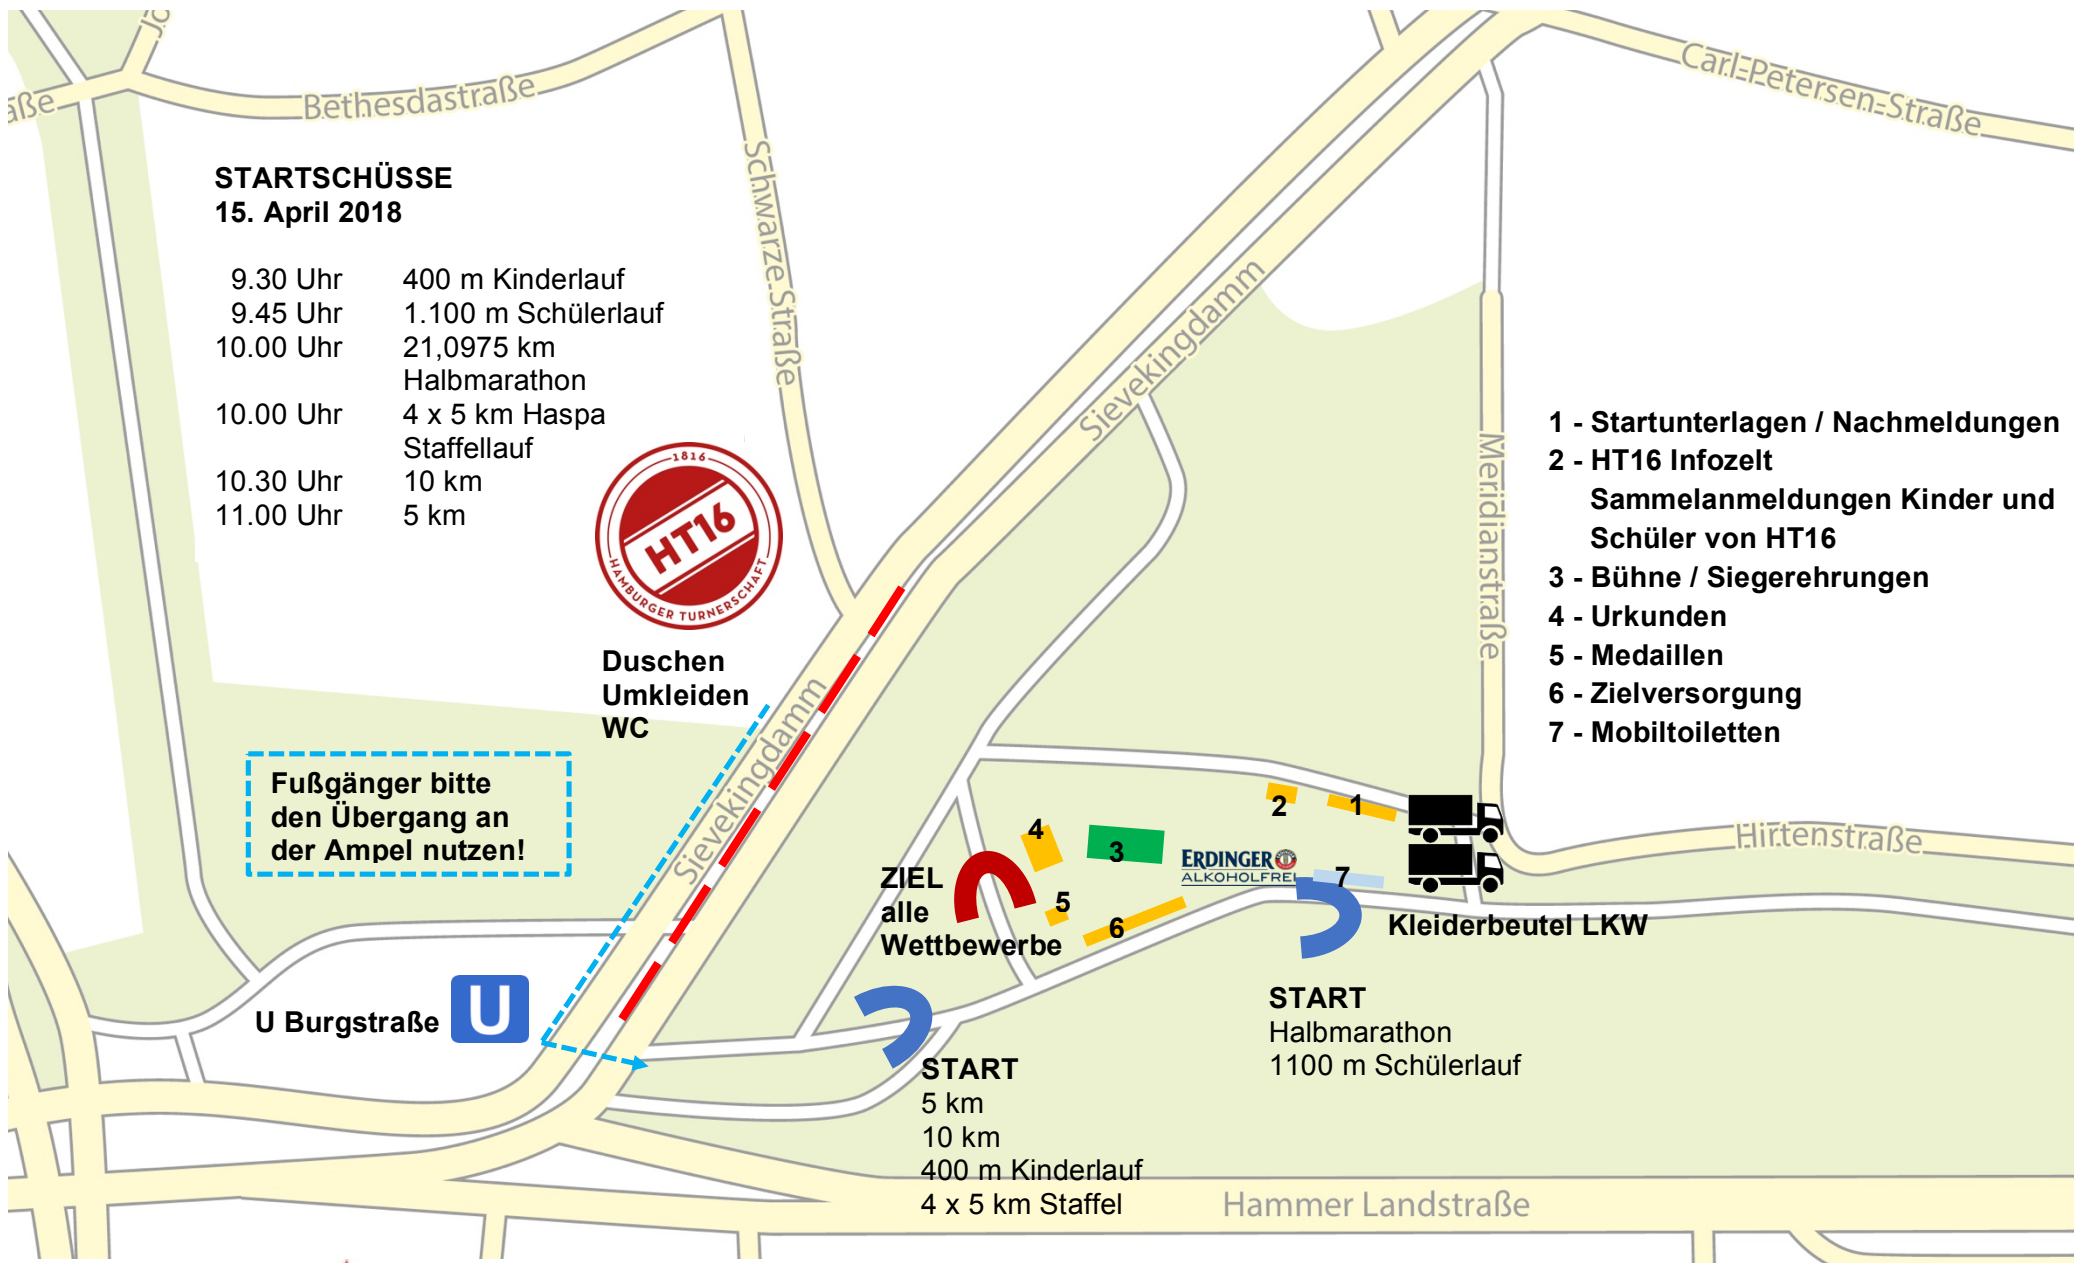 Bethesdastraße
aße
Carl-Petersen-Straße
Schwarze Straße
STARTSCHÜSSE
15. April 2018
9.30 Uhr 400 m Kinderlauf
9.45 Uhr 1.100 m Schülerlauf
10.00 Uhr 21,0975 km
Halbmarathon
10.00 Uhr 4 x 5 km Haspa
Staffellauf
10.30 Uhr 10 km
11.00 Uhr 5 km
1816
HT16
HAMBURGER TURNERSCHAFT
Duschen
Umkleiden
WC
Sievekingdamm
Sievekingdamm
Meridianstraße
1 - Startunterlagen / Nachmeldungen
2 - HT16 Infozelt
Sammelanmeldungen Kinder und
Schüler von HT16
3 - Bühne / Siegerehrungen
4 - Urkunden
5 - Medaillen
6 - Zielversorgung
7 - Mobiltoiletten
Fußgänger bitte
den Übergang an
der Ampel nutzen!
2
1
4
3
Hirtenstraße
ERDINGER
ALKOHOLFREI
7
ZIEL
alle
Wettbewerbe
5
6
Kleiderbeutel LKW
U Burgstraße
U
START
Halbmarathon
1100 m Schülerlauf
START
5 km
10 km
400 m Kinderlauf
4 x 5 km Staffel
Hammer Landstraße